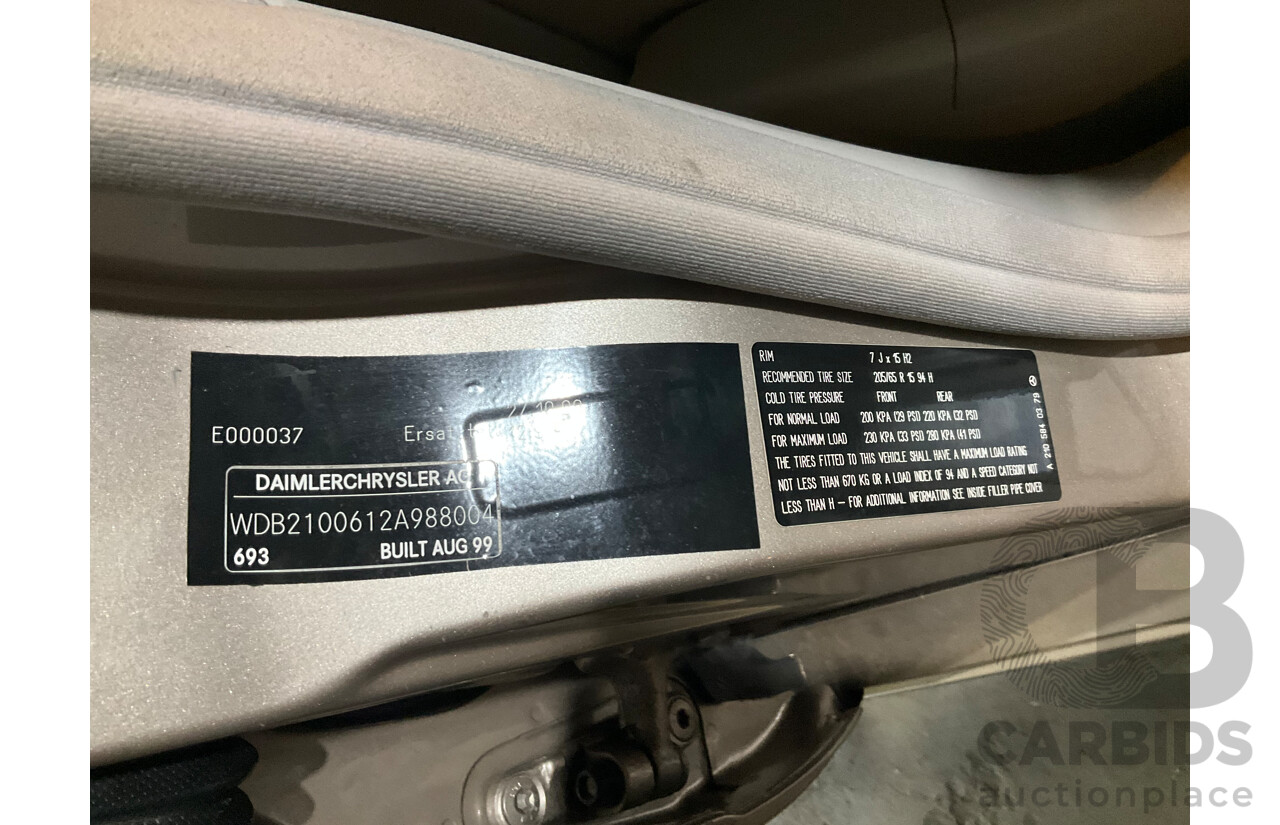 E000037
Ersatz
DAIMLERCHRYSLER AG
WDB2100612A988004
693 BUILT AUG 99
RIM 7 J x 15 H2
RECOMMENDED TIRE SIZE 205/65 R 15 94 H
COLD TIRE PRESSURE FRONT REAR
FOR NORMAL LOAD 200 KPA (29 PSI) 220 KPA (32 PSI)
FOR MAXIMUM LOAD 230 KPA (33 PSI) 280 KPA (41 PSI)
THE TIRES FITTED TO THIS VEHICLE SHALL HAVE A MAXIMUM LOAD RATING
NOT LESS THAN 670 KG OR A LOAD INDEX OF 94 AND A SPEED CATEGORY NOT
LESS THAN H – FOR ADDITIONAL INFORMATION SEE INSIDE FILLER PIPE COVER
A 210 584 03 79
CB
CARBIDS
auctionplace